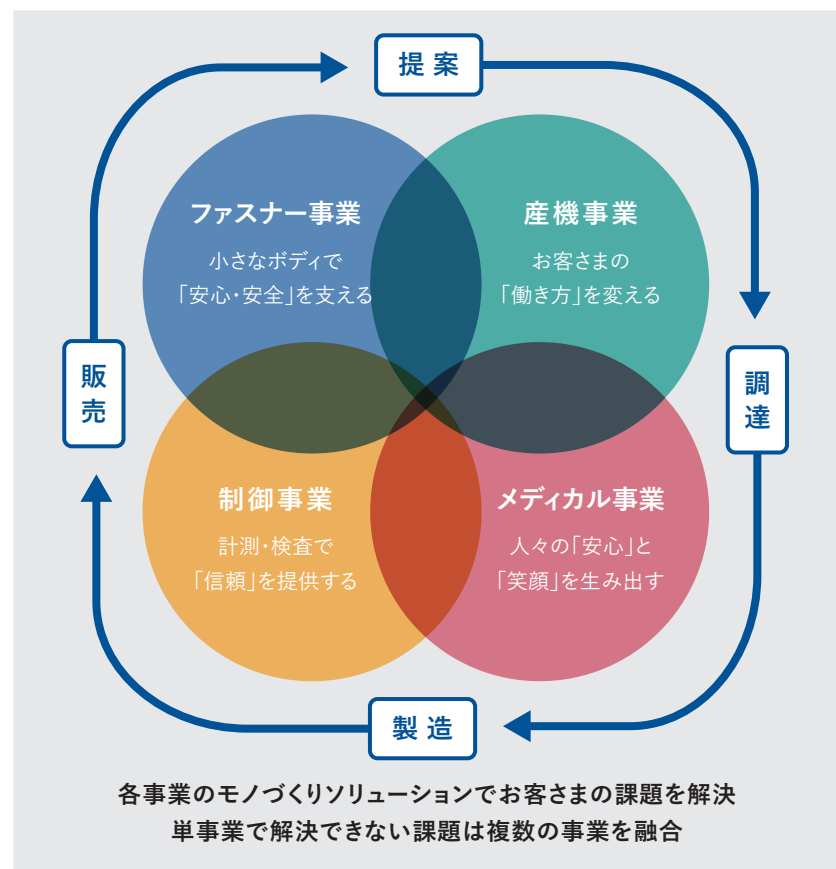 提案
ファスナー事業
小さなボディで
「安心・安全」を支える
産機事業
お客さまの
「働き方」を変える
販売
調達
制御事業
計測・検査で
「信頼」を提供する
メディカル事業
人々の「安心」と
「笑顔」を生み出す
製造
各事業のモノづくりソリューションでお客さまの課題を解決
単事業で解決できない課題は複数の事業を融合